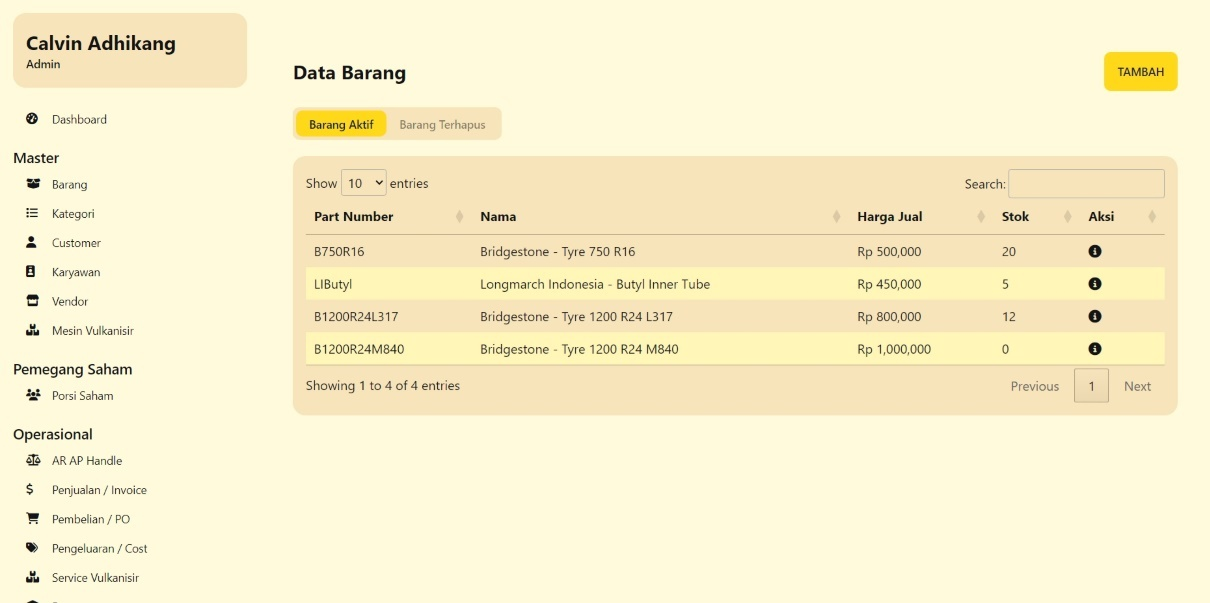 Calvin Adhikang
Admin
Dashboard
Master
Barang
Kategori
Customer
Karyawan
Vendor
Mesin Vulkanisir
Pemegang Saham
Porsi Saham
Operasional
AR AP Handle
Penjualan / Invoice
Pembelian / PO
Pengeluaran / Cost
Service Vulkanisir
Data Barang
TAMBAH
Barang Aktif Barang Terhapus
Show 10 entries Search:
Part Number Nama Harga Jual Stok Aksi
B750R16 Bridgestone - Tyre 750 R16 Rp 500,000 20
LIButyl Longmarch Indonesia - Butyl Inner Tube Rp 450,000 5
B1200R24L317 Bridgestone - Tyre 1200 R24 L317 Rp 800,000 12
B1200R24M840 Bridgestone - Tyre 1200 R24 M840 Rp 1,000,000 0
Showing 1 to 4 of 4 entries Previous 1 Next